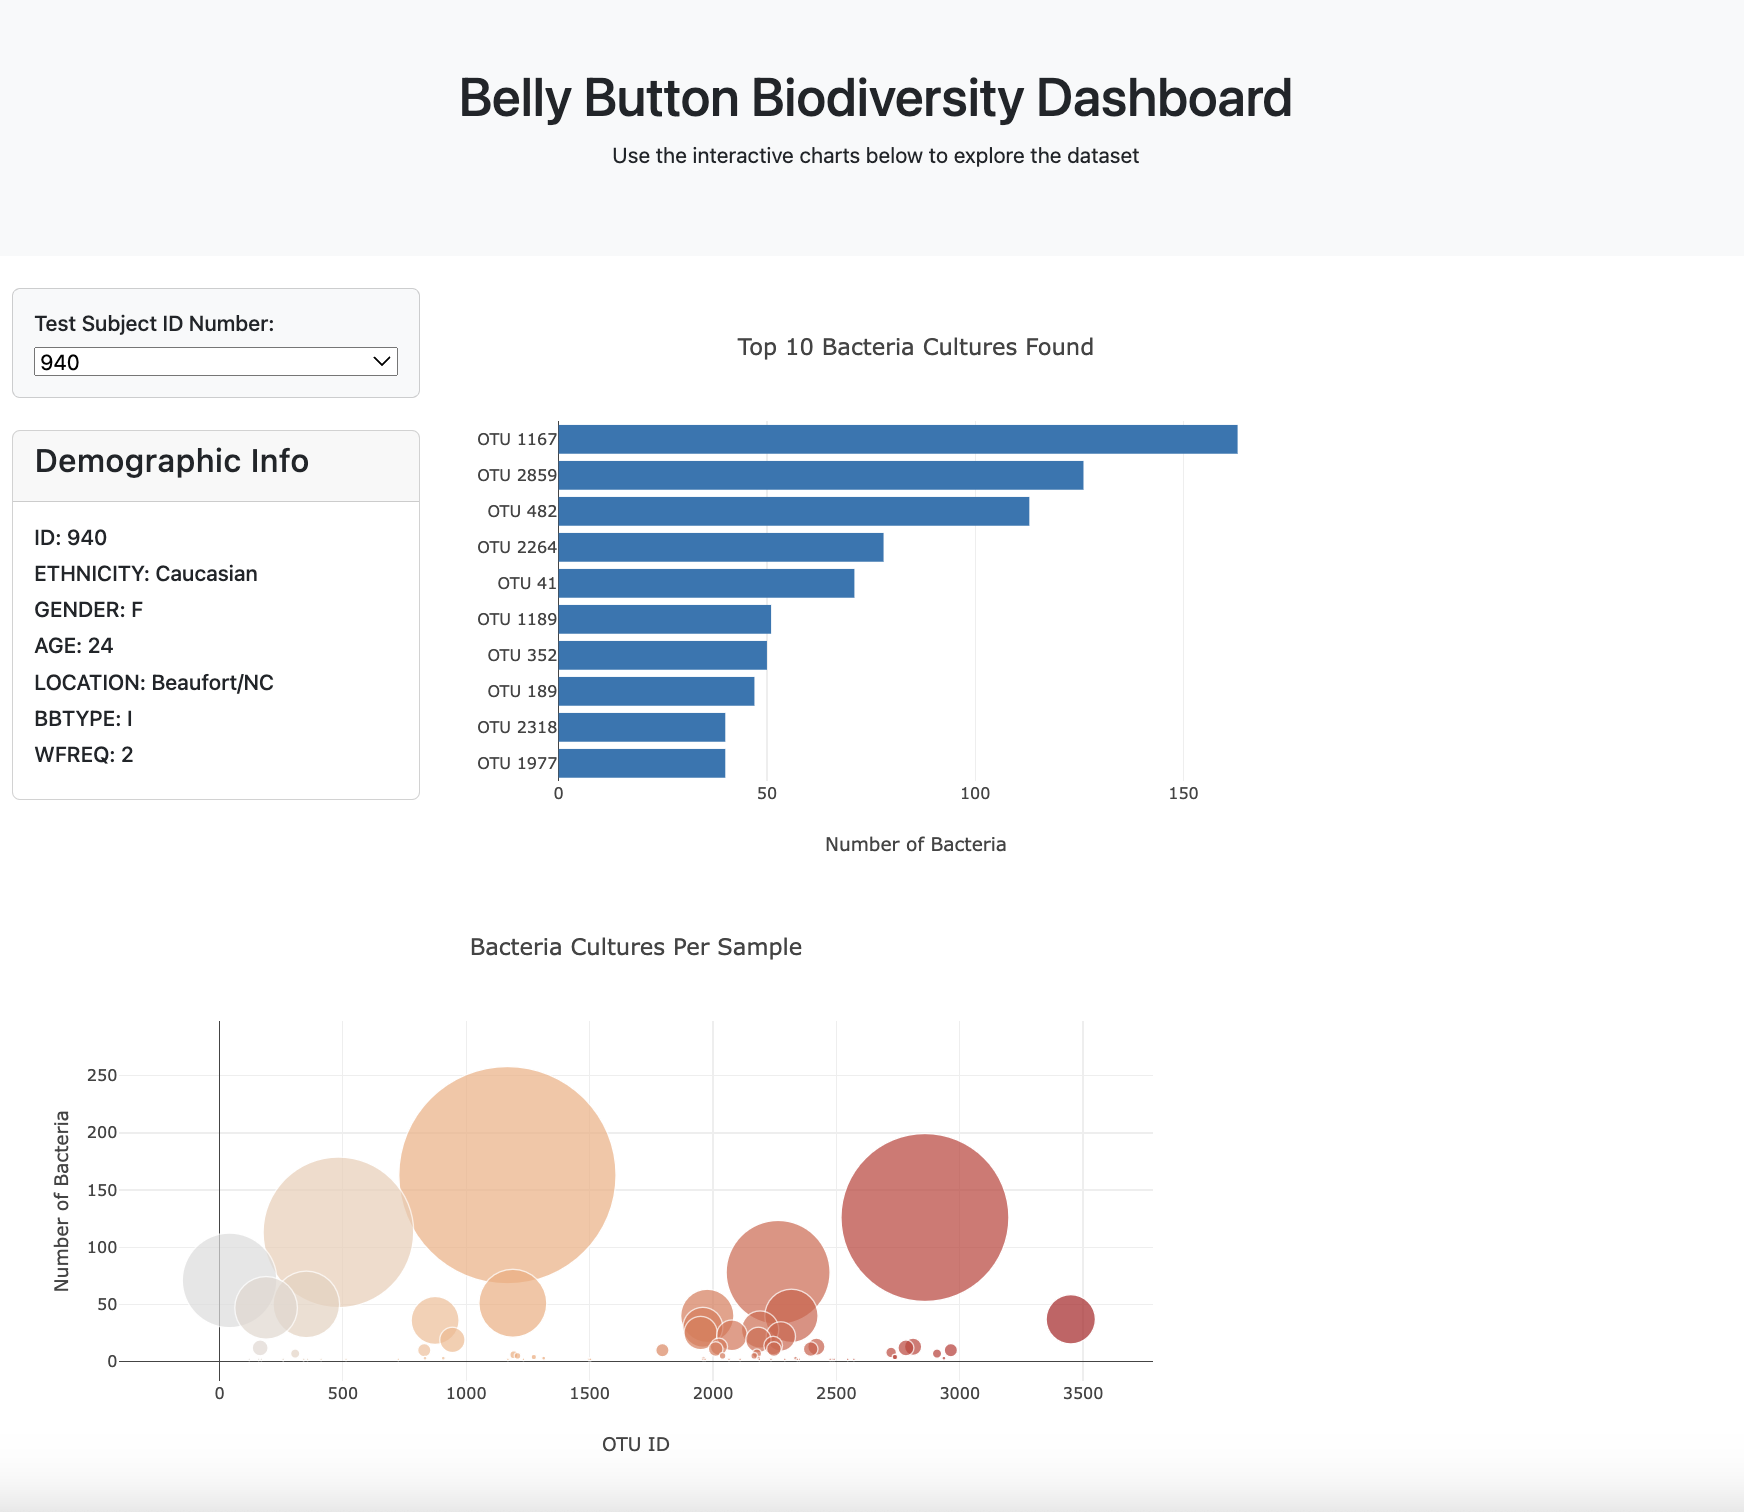 Belly Button Biodiversity Dashboard
Use the interactive charts below to explore the dataset
Test Subject ID Number:
940
Demographic Info
ID: 940
ETHNICITY: Caucasian
GENDER: F
AGE: 24
LOCATION: Beaufort/NC
BBTYPE: I
WFREQ: 2
Top 10 Bacteria Cultures Found
OTU 1167
OTU 2859
OTU 482
OTU 2264
OTU 41
OTU 1189
OTU 352
OTU 189
OTU 2318
OTU 1977
0 50 100 150
Number of Bacteria
Bacteria Cultures Per Sample
Number of Bacteria
250
200
150
100
50
0
0 500 1000 1500 2000 2500 3000 3500
OTU ID